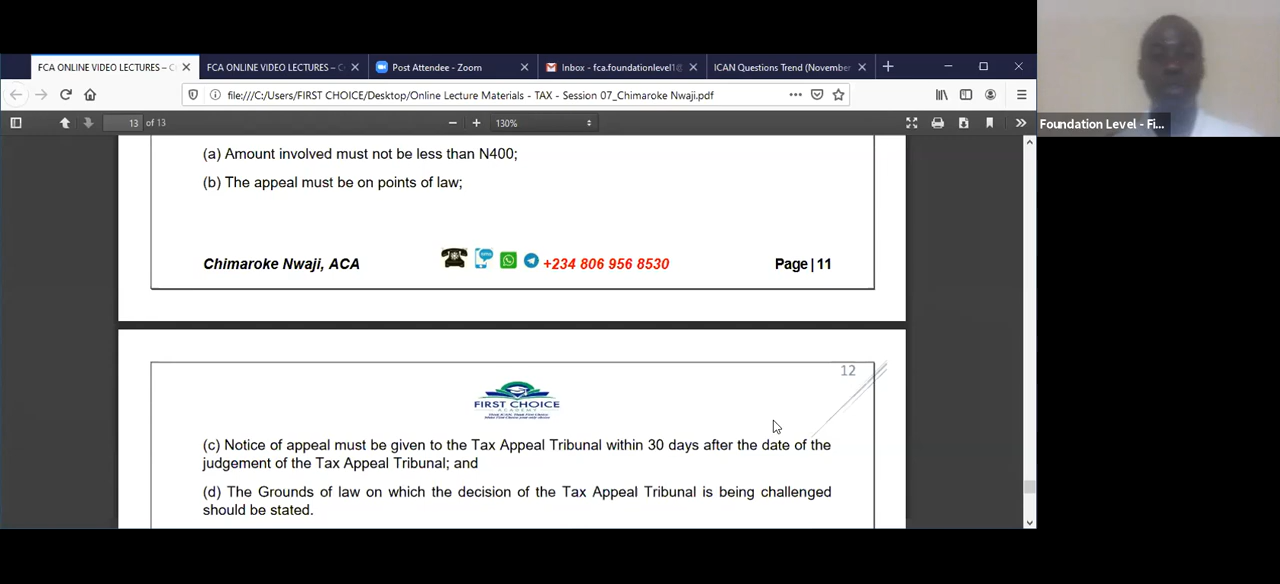 FCA ONLINE VIDEO LECTURES – C
FCA ONLINE VIDEO LECTURES – C
Post Attendee - Zoom
Inbox - fca.foundationlevel1@
ICAN Questions Trend (November
file:///C:/Users/FIRST CHOICE/Desktop/Online Lecture Materials - TAX - Session 07_Chimaroke Nwaji.pdf
13 of 13
130%
Foundation Level - Fi...
(a) Amount involved must not be less than N400;
(b) The appeal must be on points of law;
Chimaroke Nwaji, ACA
+234 806 956 8530
Page | 11
12
FIRST CHOICE
ACADEMY
(c) Notice of appeal must be given to the Tax Appeal Tribunal within 30 days after the date of the
judgement of the Tax Appeal Tribunal; and
(d) The Grounds of law on which the decision of the Tax Appeal Tribunal is being challenged
should be stated.